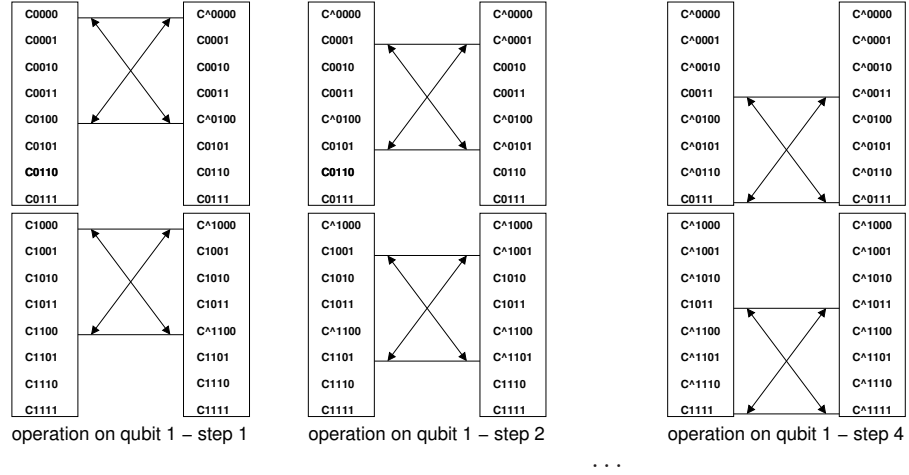 C0000 C^0000 C^0000 C^0000 C^0000 C^0000
C0001 C0001 C0001 C^0001 C^0001 C^0001
C0010 C0010 C0010 C0010 C^0010 C^0010
C0011 C0011 C0011 C0011 C0011 C^0011
C0100 C^0100 C^0100 C^0100 C^0100 C^0100
C0101 C0101 C0101 C^0101 C^0101 C^0101
C0110 C0110 C0110 C0110 C^0110 C^0110
C0111 C0111 C0111 C0111 C0111 C^0111
C1000 C^1000 C^1000 C^1000 C^1000 C^1000
C1001 C1001 C1001 C^1001 C^1001 C^1001
C1010 C1010 C1010 C1010 C^1010 C^1010
C1011 C1011 C1011 C1011 C1011 C^1011
C1100 C^1100 C^1100 C^1100 C^1100 C^1100
C1101 C1101 C1101 C^1101 C^1101 C^1101
C1110 C1110 C1110 C1110 C^1110 C^1110
C1111 C1111 C1111 C1111 C1111 C^1111
operation on qubit 1 – step 1 operation on qubit 1 – step 2 operation on qubit 1 – step 4
. . .